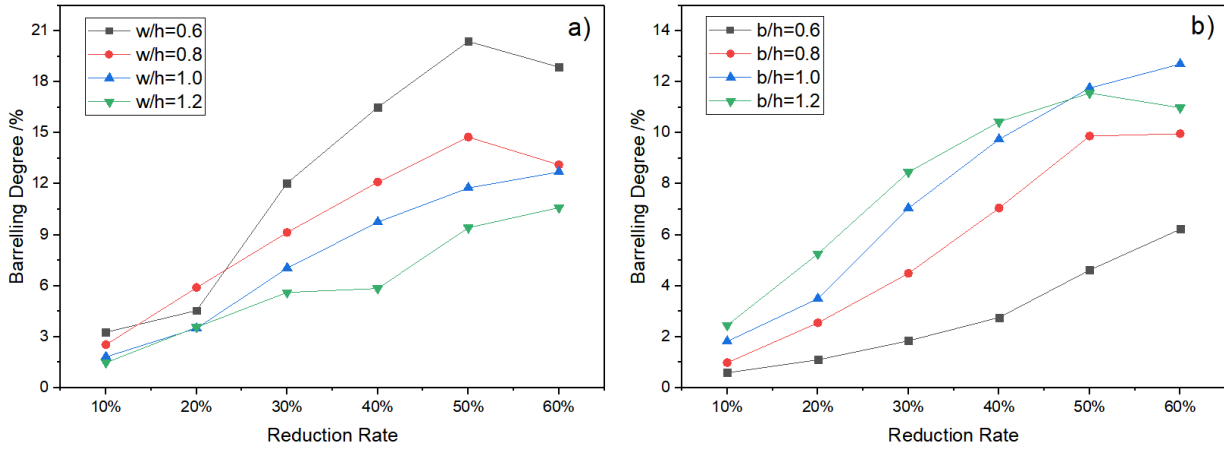 a)
w/h=0.6
w/h=0.8
w/h=1.0
w/h=1.2
Barrelling Degree /%
21
18
15
12
9
6
3
0
10% 20% 30% 40% 50% 60%
Reduction Rate
b)
b/h=0.6
b/h=0.8
b/h=1.0
b/h=1.2
Barrelling Degree /%
14
12
10
8
6
4
2
0
10% 20% 30% 40% 50% 60%
Reduction Rate